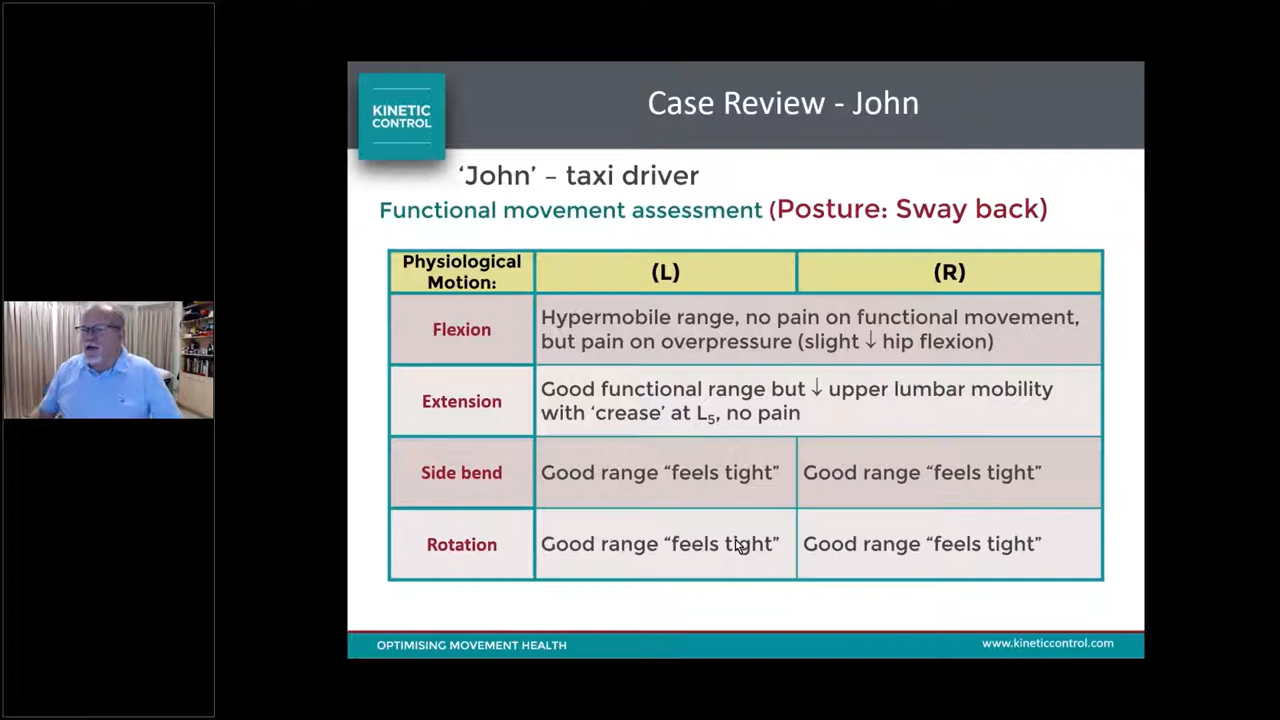 KINETIC
CONTROL
Case Review - John
‘John’ – taxi driver
Functional movement assessment (Posture: Sway back)
Physiological
Motion:
(L)
(R)
Flexion
Hypermobile range, no pain on functional movement,
but pain on overpressure (slight ↓ hip flexion)
Extension
Good functional range but ↓ upper lumbar mobility
with ‘crease’ at L5, no pain
Side bend
Good range “feels tight”
Good range “feels tight”
Rotation
Good range “feels tight”
Good range “feels tight”
OPTIMISING MOVEMENT HEALTH
www.kineticcontrol.com